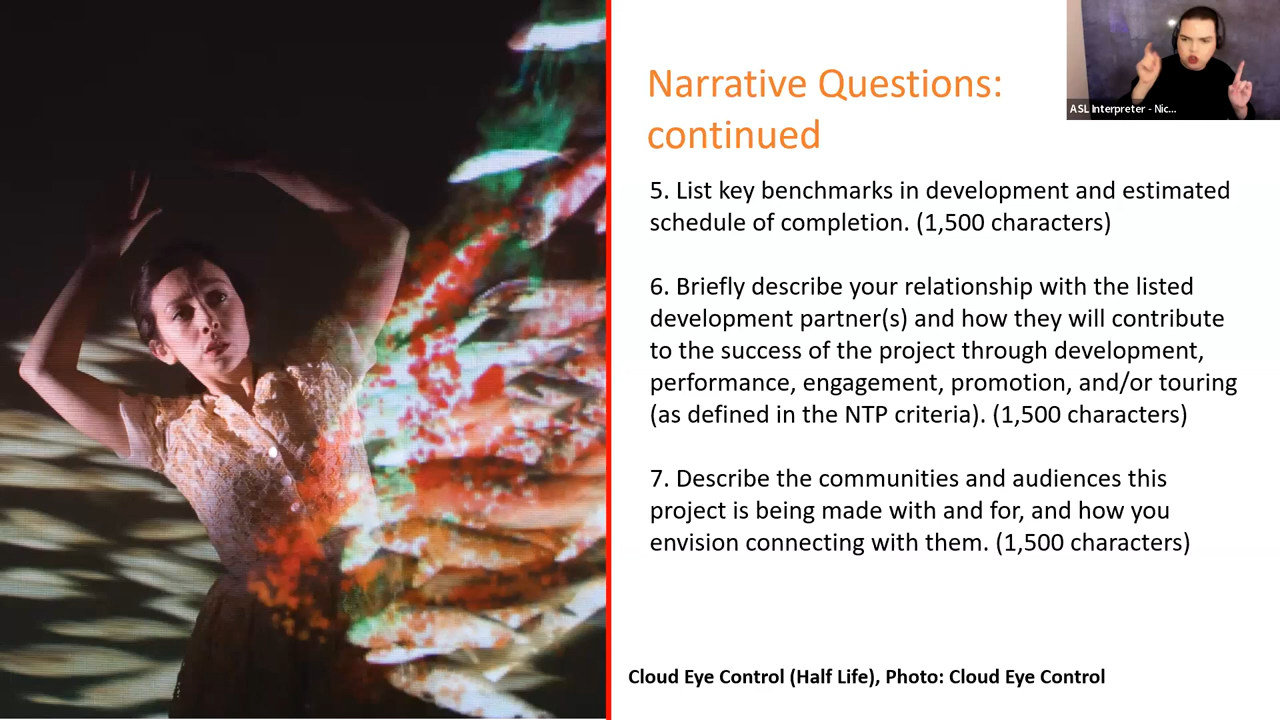 Narrative Questions:
continued
ASL Interpreter - Nic...
5. List key benchmarks in development and estimated
schedule of completion. (1,500 characters)
6. Briefly describe your relationship with the listed
development partner(s) and how they will contribute
to the success of the project through development,
performance, engagement, promotion, and/or touring
(as defined in the NTP criteria). (1,500 characters)
7. Describe the communities and audiences this
project is being made with and for, and how you
envision connecting with them. (1,500 characters)
Cloud Eye Control (Half Life), Photo: Cloud Eye Control